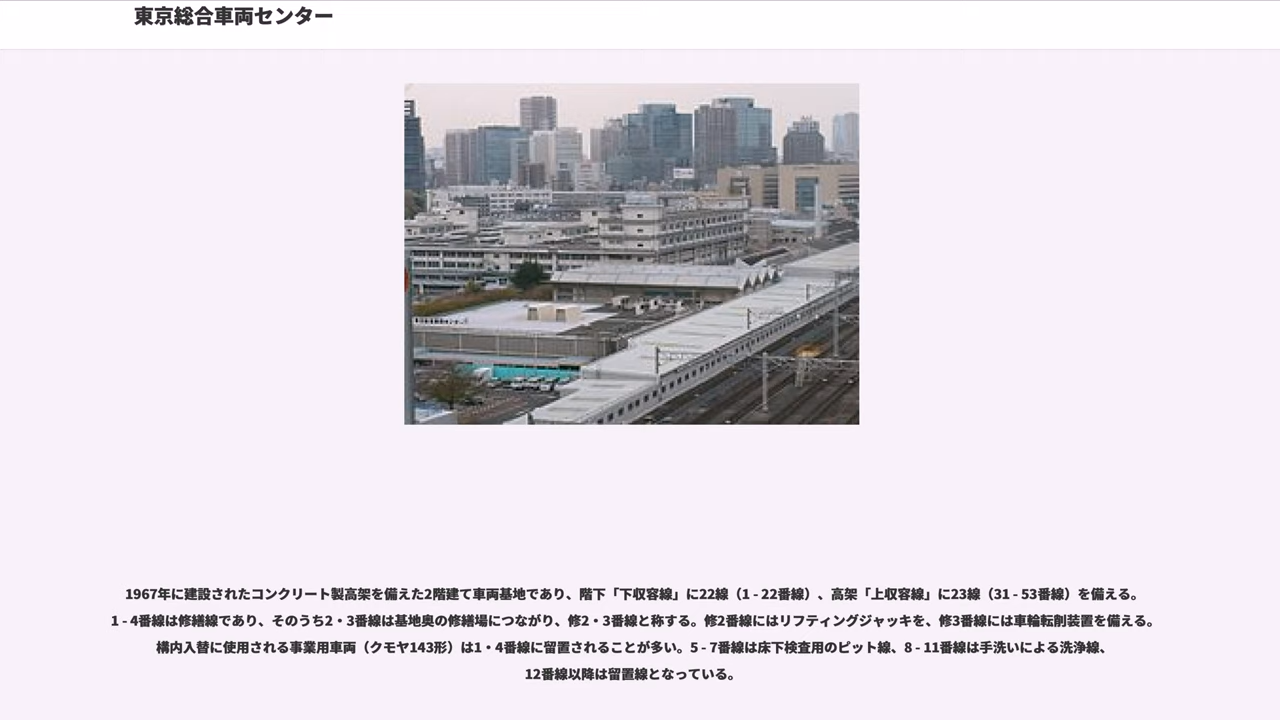 東京総合車両センター
1967年に建設されたコンクリート製高架を備えた2階建て車両基地であり、階下「下収容線」に22線（1 - 22番線）、高架「上収容線」に23線（31 - 53番線）を備える。
1 - 4番線は修繕線であり、そのうち2・3番線は基地奥の修繕場につながり、修2・3番線と称する。修2番線にはリフティングジャッキを、修3番線には車輪転削装置を備える。
構内入替に使用される事業用車両（クモヤ143形）は1・4番線に留置されることが多い。5 - 7番線は床下検査用のピット線、8 - 11番線は手洗いによる洗浄線、
12番線以降は留置線となっている。